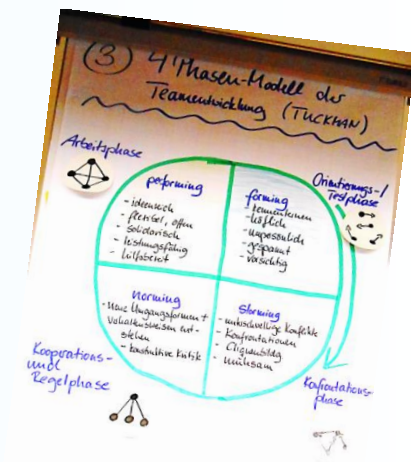 3 4 Phasen-Modell der
Teamentwicklung (TUCKMAN)
Arbeitsphase
performing
- ideenreich
- flexibel, offen
- Solidarisch
- leistungsfähig
- hilfsbereit
forming
- kennenlernen
- höflich
- unpersönlich
- gespannt
- vorsichtig
Orientierungs-/
Testphase
norming
- neue Umgangsformen +
Verhaltensweisen ent-
stehen
- konstruktive Kritik
Storming
- unterschwellige Konflikte
- Konfrontationen
- Cliquenbildg
- mühsam
Kooperations-
und
Regelphase
Konfrontations-
phase